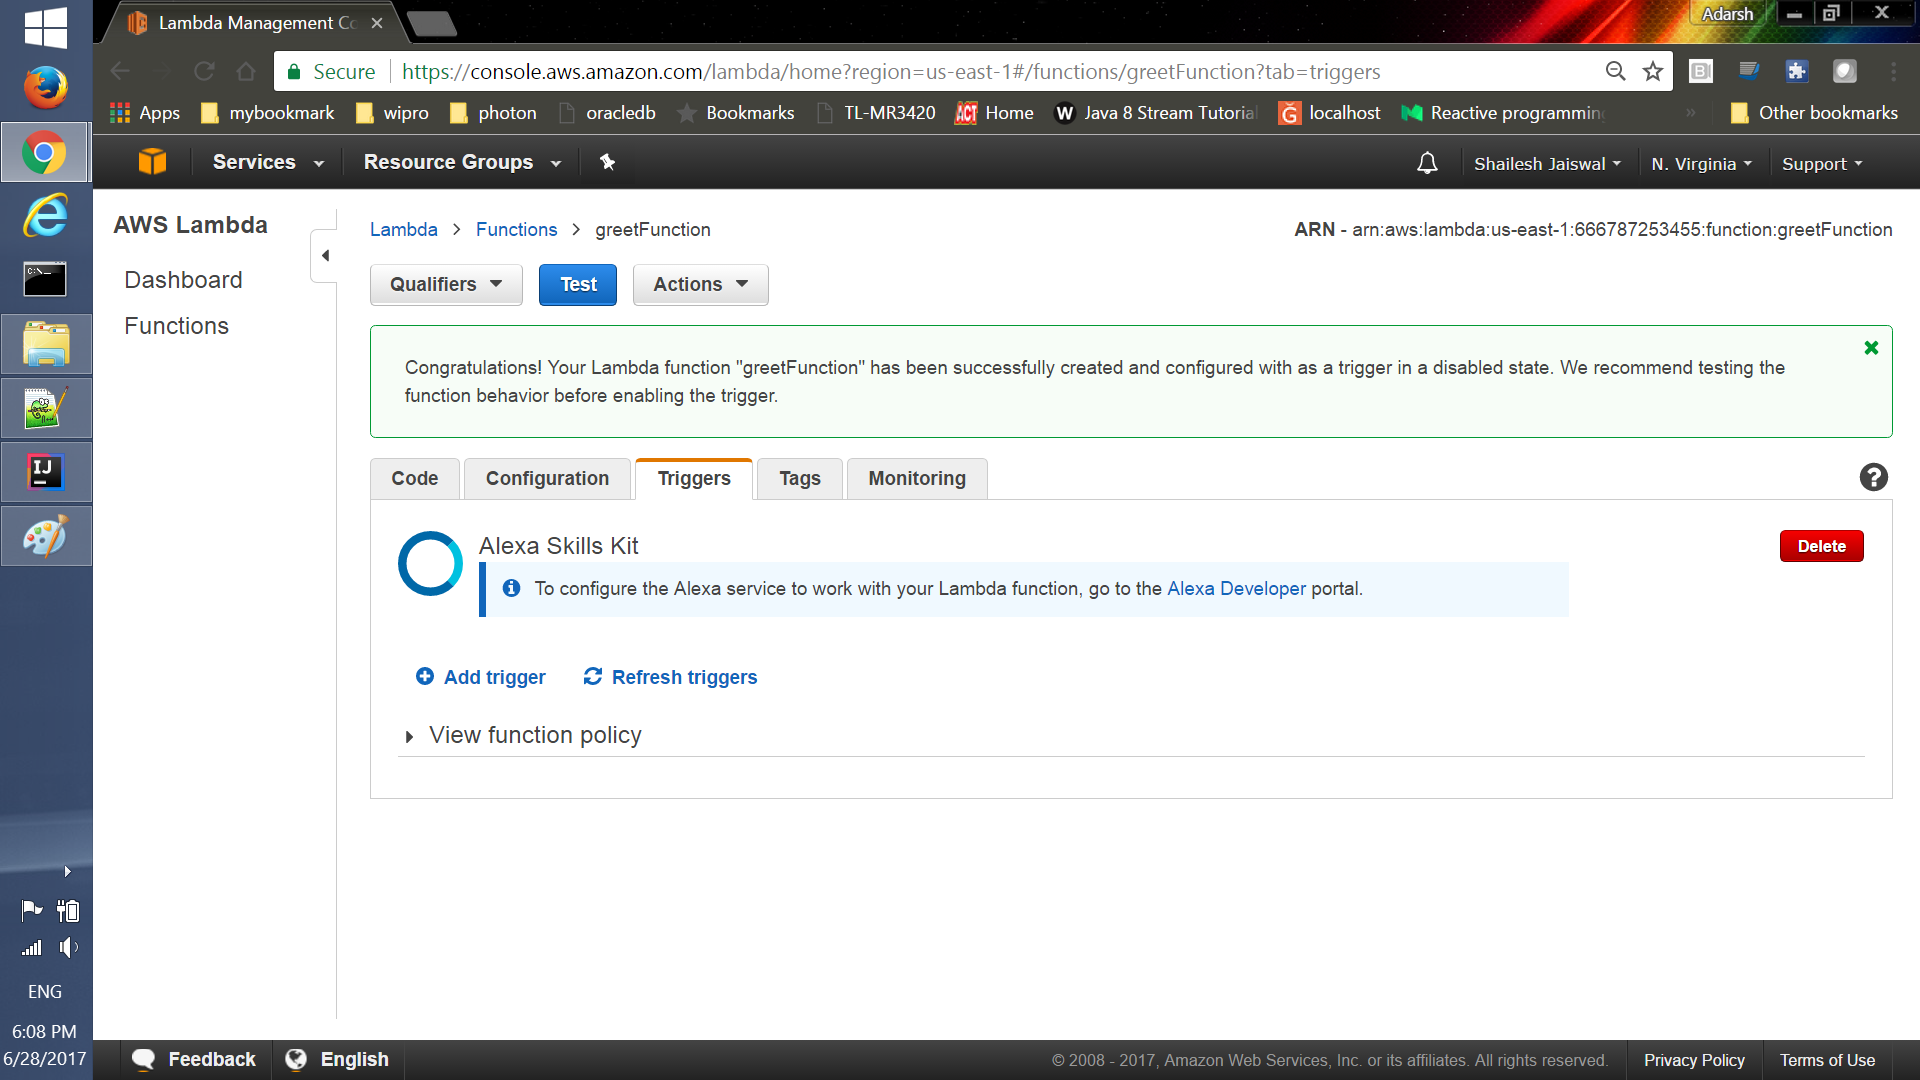 Lambda Management Co
Adarsh
Secure
https://console.aws.amazon.com/lambda/home?region=us-east-1#/functions/greetFunction?tab=triggers
Apps mybookmark wipro photon oracledb Bookmarks TL-MR3420 ACT Home W Java 8 Stream Tutorial Ğ localhost Reactive programming » Other bookmarks
Services Resource Groups Shailesh Jaiswal N. Virginia Support
AWS Lambda
Dashboard
Functions
Lambda > Functions > greetFunction
ARN - arn:aws:lambda:us-east-1:666787253455:function:greetFunction
Qualifiers Test Actions
Congratulations! Your Lambda function "greetFunction" has been successfully created and configured with as a trigger in a disabled state. We recommend testing the
function behavior before enabling the trigger.
Code Configuration Triggers Tags Monitoring
Alexa Skills Kit
Delete
To configure the Alexa service to work with your Lambda function, go to the Alexa Developer portal.
Add trigger Refresh triggers
View function policy
IJ
ENG
6:08 PM
6/28/2017
Feedback English
© 2008 - 2017, Amazon Web Services, Inc. or its affiliates. All rights reserved. Privacy Policy Terms of Use